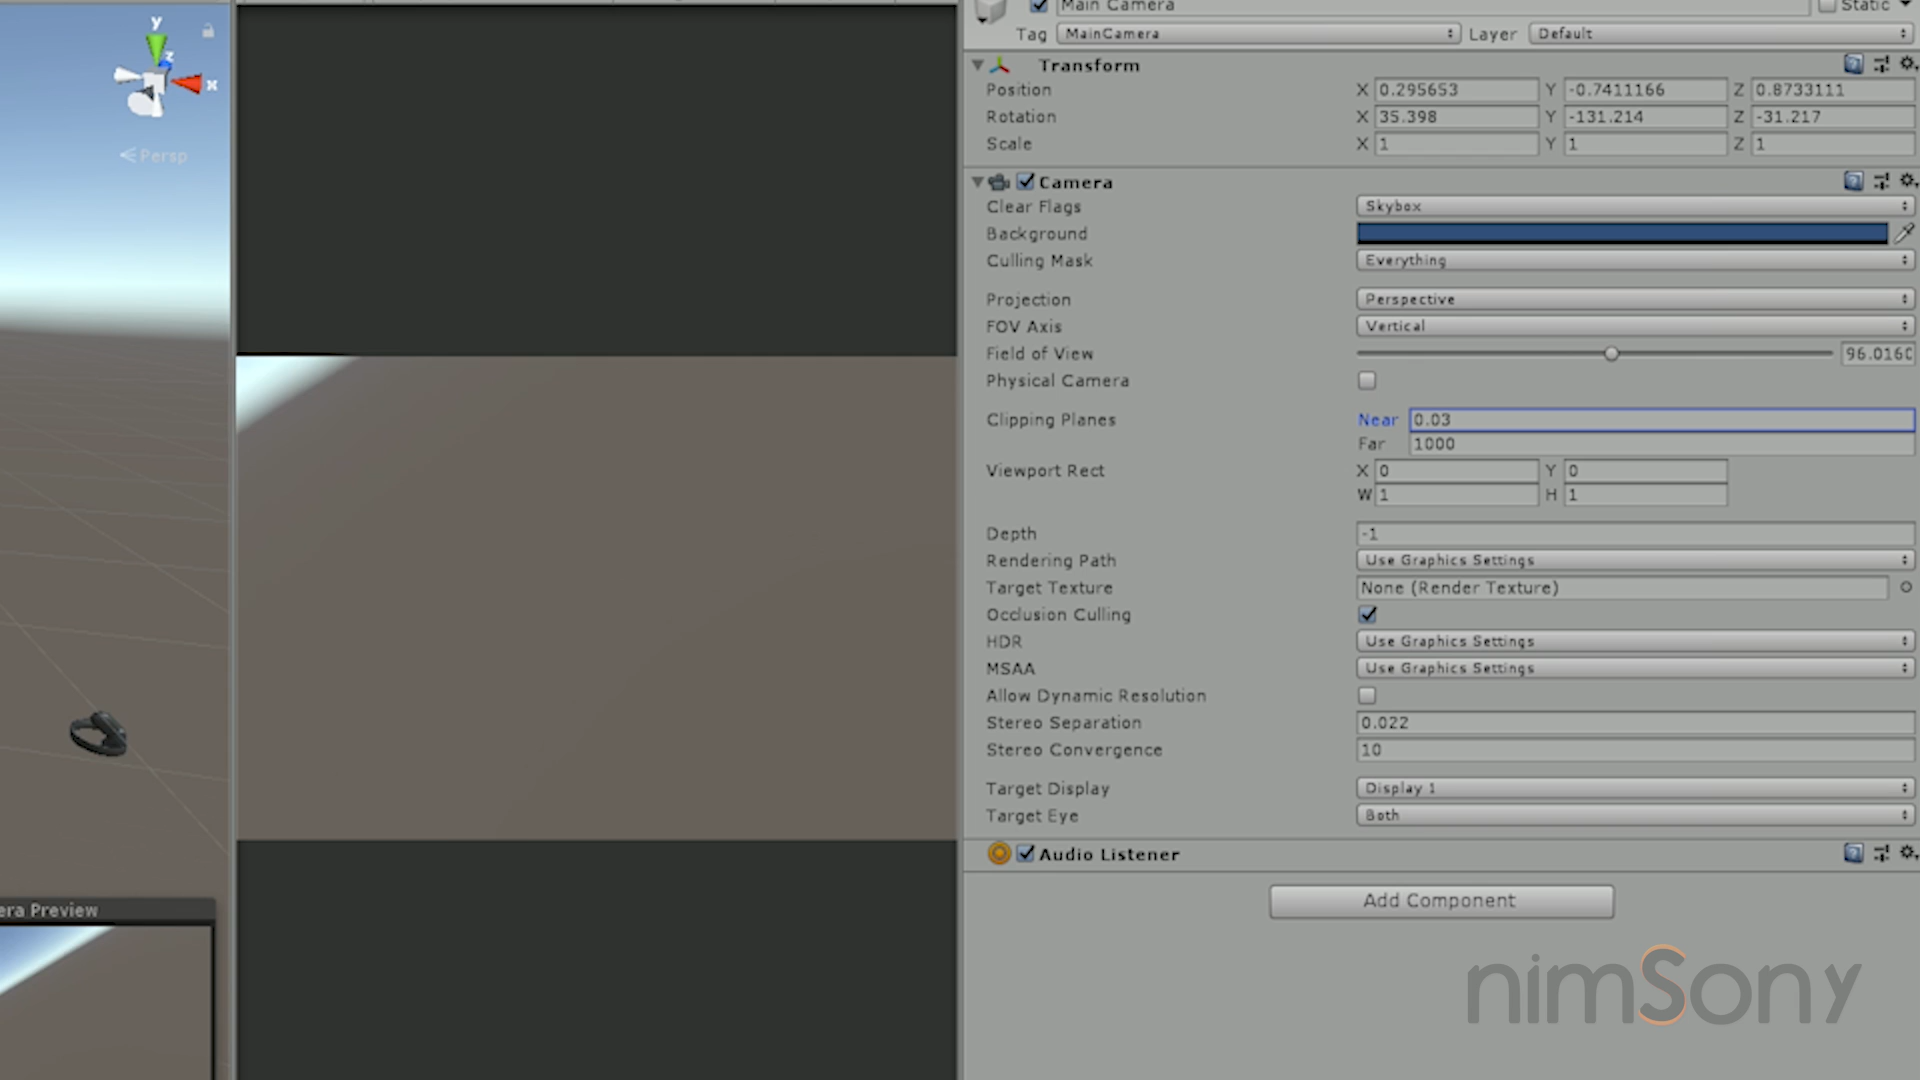 y
z
x
Persp
Main Camera
Static
Tag MainCamera Layer Default
Transform
Position X 0.295653 Y -0.7411166 Z 0.8733111
Rotation X 35.398 Y -131.214 Z -31.217
Scale X 1 Y 1 Z 1
Camera
Clear Flags Skybox
Background
Culling Mask Everything
Projection Perspective
FOV Axis Vertical
Field of View 96.0160
Physical Camera
Clipping Planes Near 0.03
Far 1000
Viewport Rect X 0 Y 0
W 1 H 1
Depth -1
Rendering Path Use Graphics Settings
Target Texture None (Render Texture)
Occlusion Culling
HDR Use Graphics Settings
MSAA Use Graphics Settings
Allow Dynamic Resolution
Stereo Separation 0.022
Stereo Convergence 10
Target Display Display 1
Target Eye Both
Audio Listener
Add Component
era Preview
nimSony